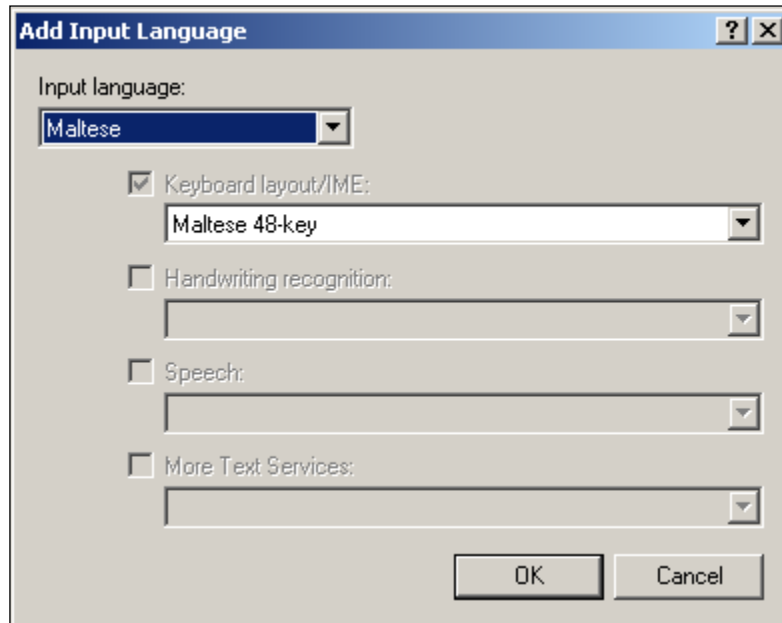 Add Input Language
Input language:
Maltese
Keyboard layout/IME:
Maltese 48-key
Handwriting recognition:
Speech:
More Text Services:
OK Cancel